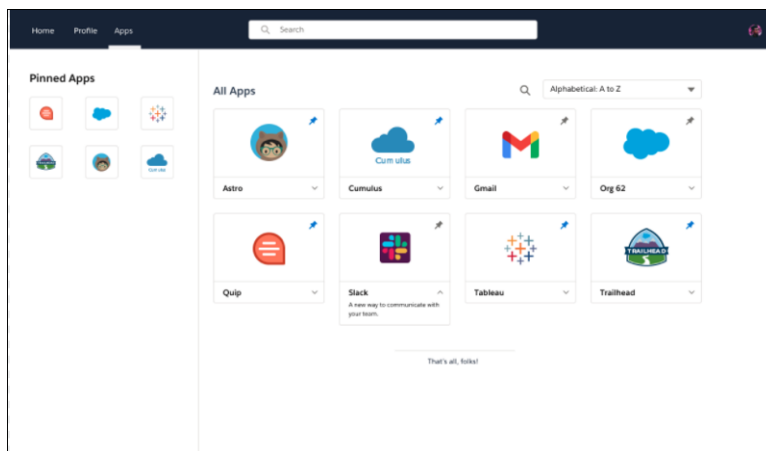 Home Profile Apps Search
Pinned Apps
CUMULUS
All Apps
Alphabetical: A to Z
Cumulus
TRAILHEAD
Astro Cumulus Gmail Org 62
Quip Slack Tableau Trailhead
A new way to communicate with
your team.
That's all, folks!